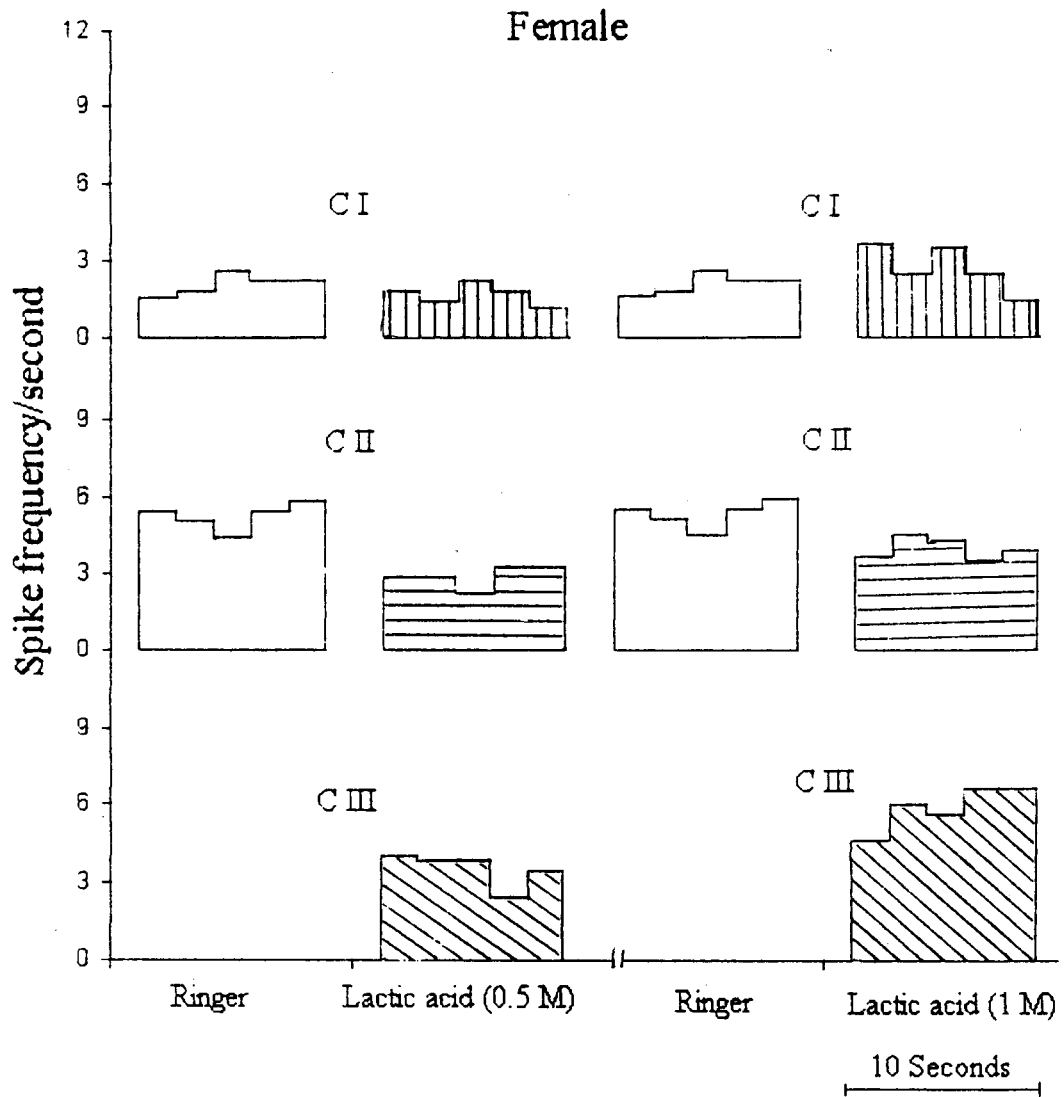 Female
Spike frequency/second
12
9
6
3
0
9
6
3
0
9
6
3
0
C I
C I
C II
C II
C III
C III
Ringer
Lactic acid (0.5 M)
Ringer
Lactic acid (1 M)
10 Seconds